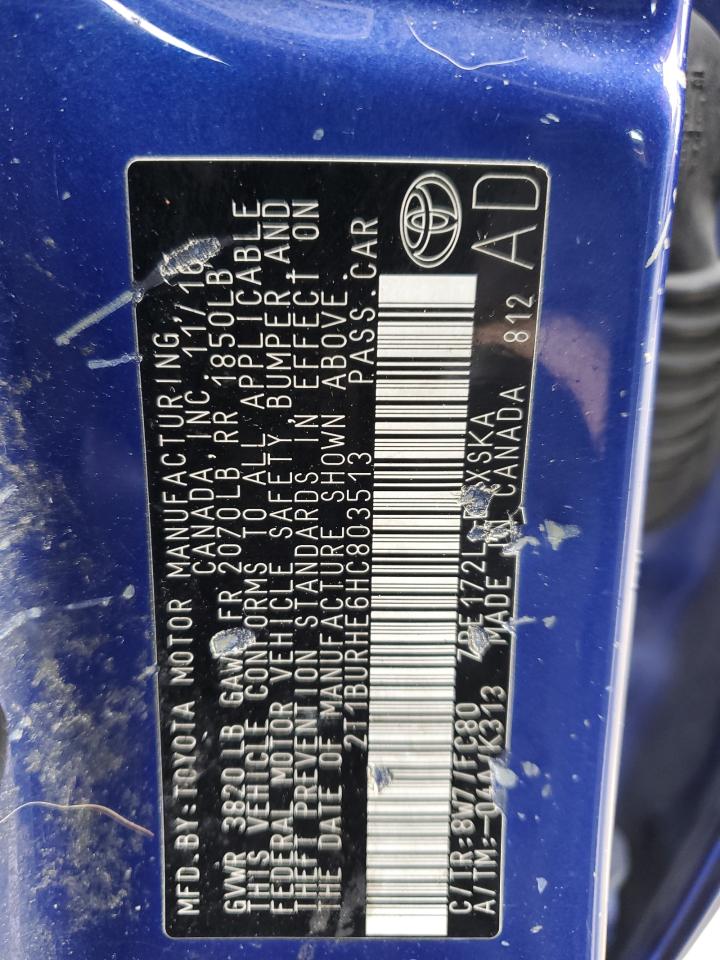 MFD.BY:TOYOTA MOTOR MANUFACTURING,
CANADA,INC. 11/16
GVWR 3820LB GAWR FR 2070LB RR 1850LB
THIS VEHICLE CONFORMS TO ALL APPLICABLE
FEDERAL MOTOR VEHICLE SAFETY,BUMPER AND
THEFT PREVENTION STANDARDS IN EFFECT ON
THE DATE OF MANUFACTURE SHOWN ABOVE.
2T1BURHE6HC803513 PASS.CAR
C/TR:8W7/FC80
A/TM:-04A/K313 MADE IN CANADA 812
AD